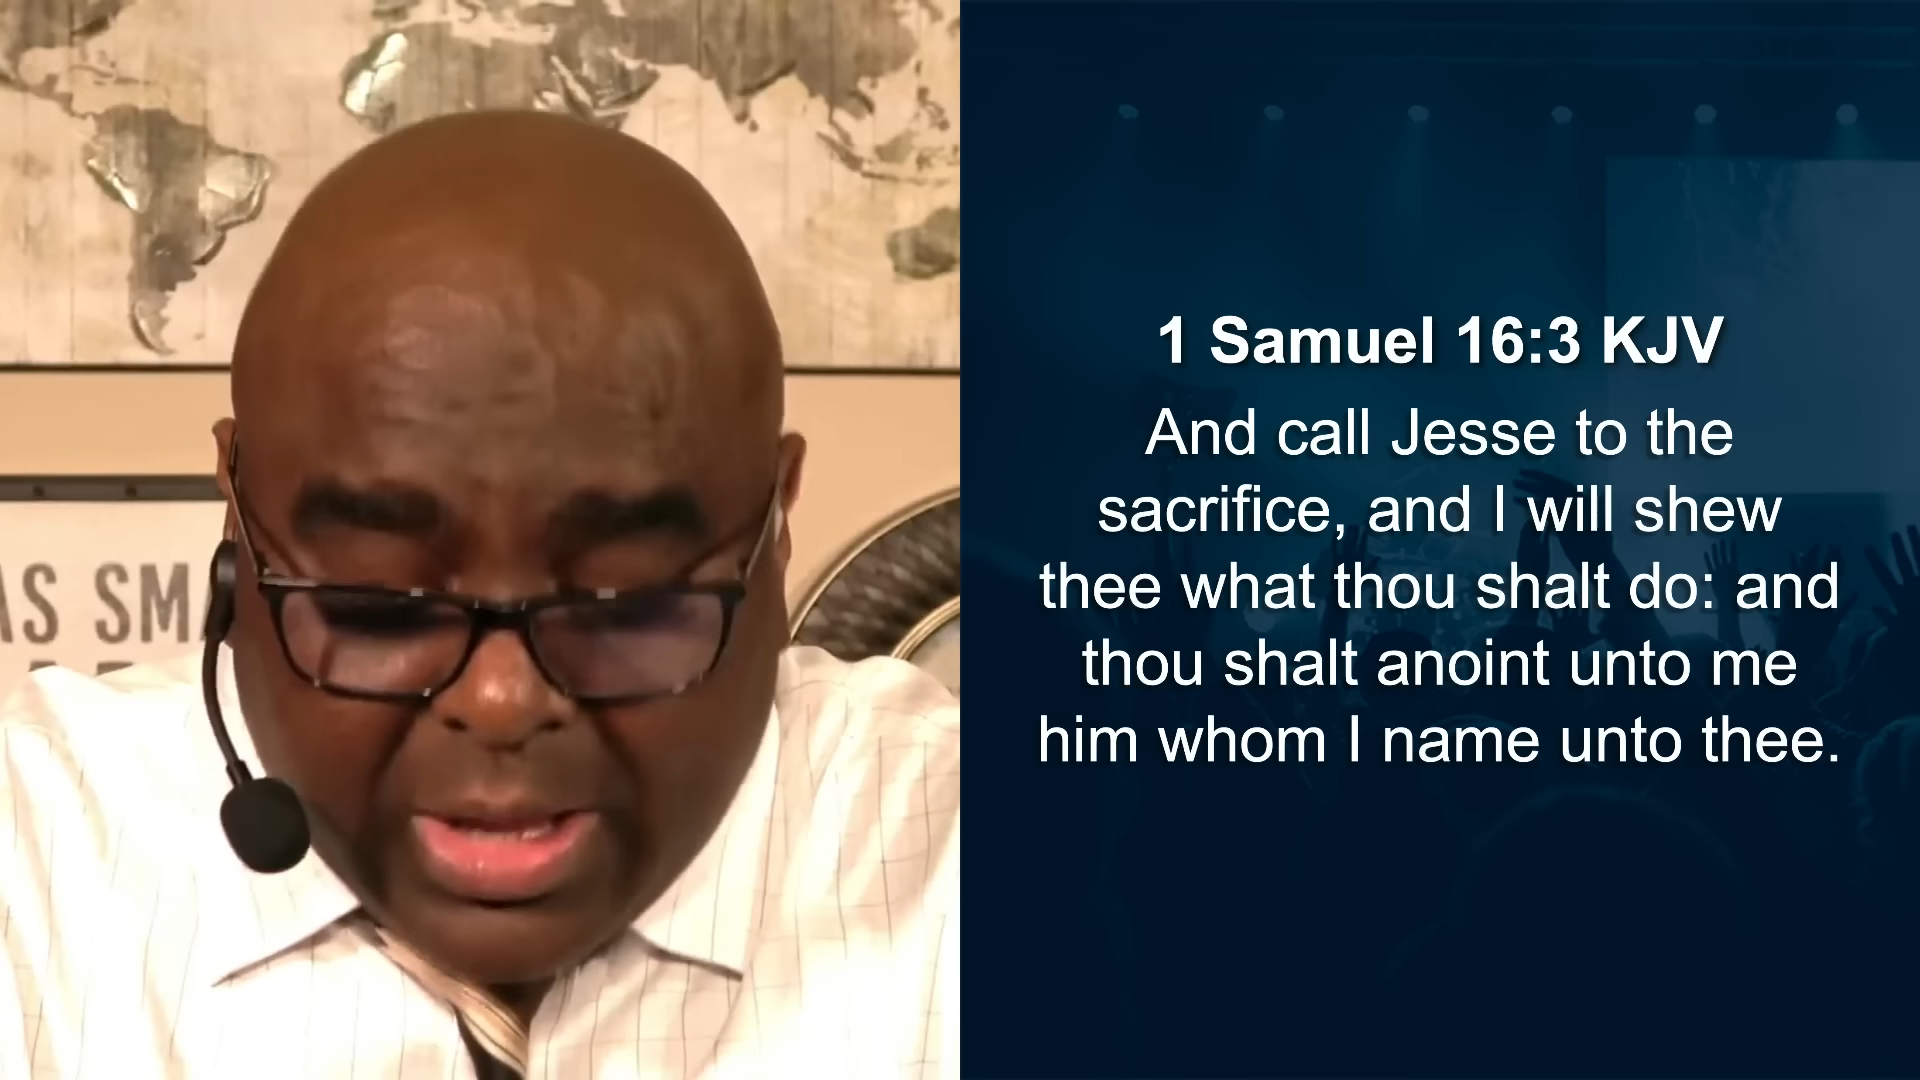 AS SMA
1 Samuel 16:3 KJV
And call Jesse to the
sacrifice, and I will shew
thee what thou shalt do: and
thou shalt anoint unto me
him whom I name unto thee.